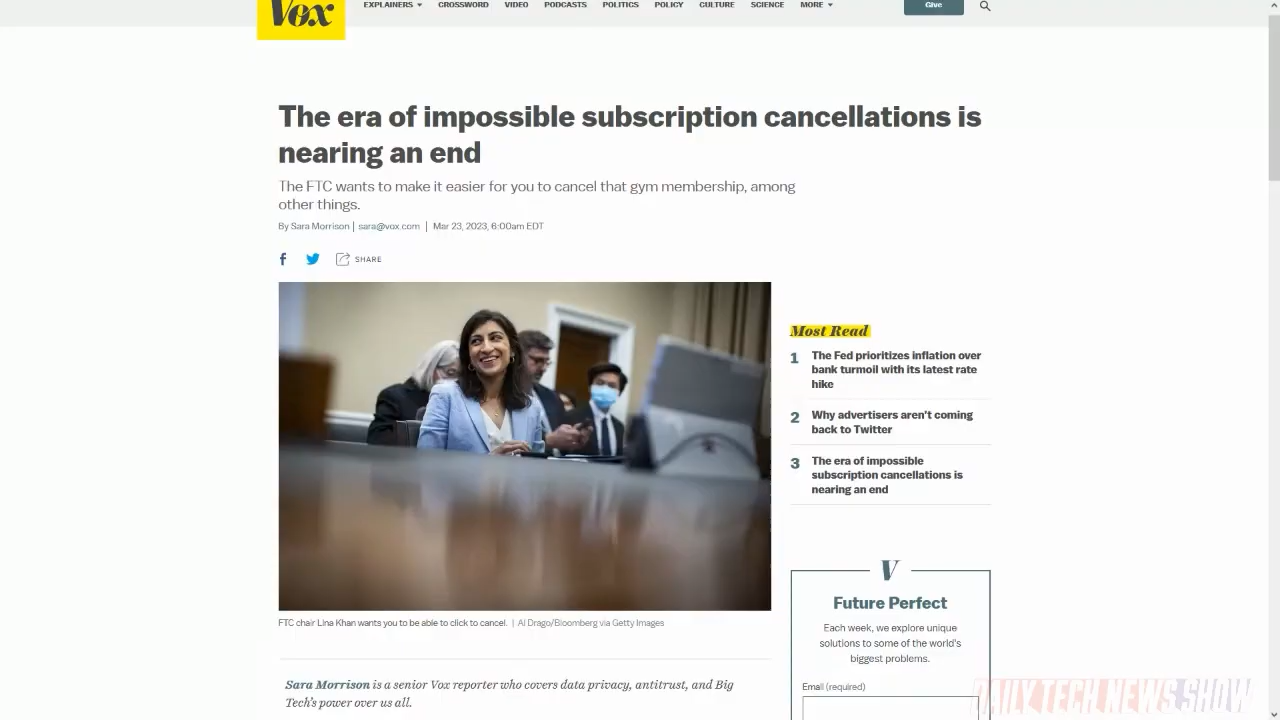 Vox
EXPLAINERS
CROSSWORD
VIDEO
PODCASTS
POLITICS
POLICY
CULTURE
SCIENCE
MORE
Give
The era of impossible subscription cancellations is
nearing an end
The FTC wants to make it easier for you to cancel that gym membership, among
other things.
By Sara Morrison | sara@vox.com | Mar 23, 2023, 6:00am EDT
SHARE
FTC chair Lina Khan wants you to be able to click to cancel. | Al Drago/Bloomberg via Getty Images
Sara Morrison is a senior Vox reporter who covers data privacy, antitrust, and Big
Tech's power over us all.
Most Read
1 The Fed prioritizes inflation over
bank turmoil with its latest rate
hike
2 Why advertisers aren't coming
back to Twitter
3 The era of impossible
subscription cancellations is
nearing an end
V
Future Perfect
Each week, we explore unique
solutions to some of the world's
biggest problems.
Email (required)
DAILY TECH NEWS SHOW